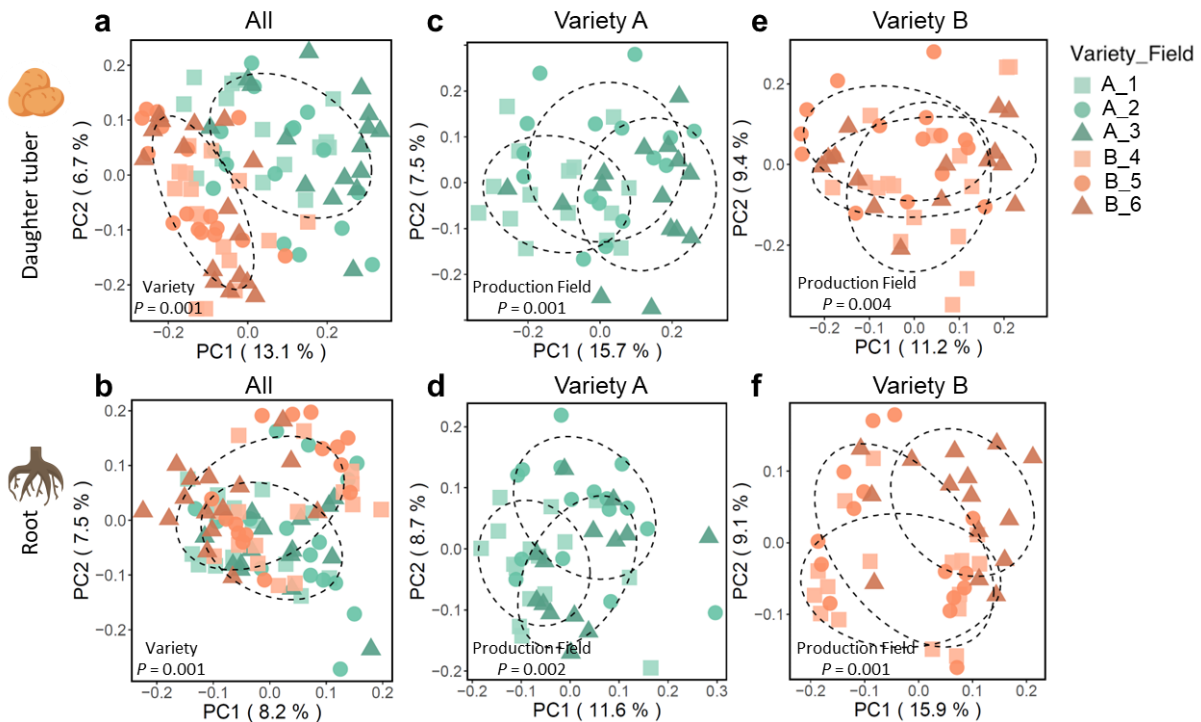 a
All
Daughter tuber
PC2 ( 6.7 % )
0.2
0.1
0.0
−0.1
−0.2
Variety
P = 0.001
−0.2
0.0
0.2
PC1 ( 13.1 % )
c
Variety A
PC2 ( 7.5 % )
0.2
0.1
0.0
−0.1
−0.2
Production Field
P = 0.001
−0.2
0.0
0.2
PC1 ( 15.7 % )
e
Variety B
PC2 ( 9.4 % )
0.2
0.0
−0.2
Production Field
P = 0.004
−0.2
−0.1
0.0
0.1
0.2
PC1 ( 11.2 % )
Variety_Field
A_1
A_2
A_3
B_4
B_5
B_6
b
All
Root
PC2 ( 7.5 % )
0.2
0.1
0.0
−0.1
−0.2
Variety
P = 0.001
−0.2
−0.1
0.0
0.1
0.2
PC1 ( 8.2 % )
d
Variety A
PC2 ( 8.7 % )
0.2
0.1
0.0
−0.1
−0.2
Production Field
P = 0.002
−0.2
−0.1
0.0
0.1
0.2
0.3
PC1 ( 11.6 % )
f
Variety B
PC2 ( 9.1 % )
0.1
0.0
−0.1
Production Field
P = 0.001
−0.2
−0.1
0.0
0.1
0.2
PC1 ( 15.9 % )